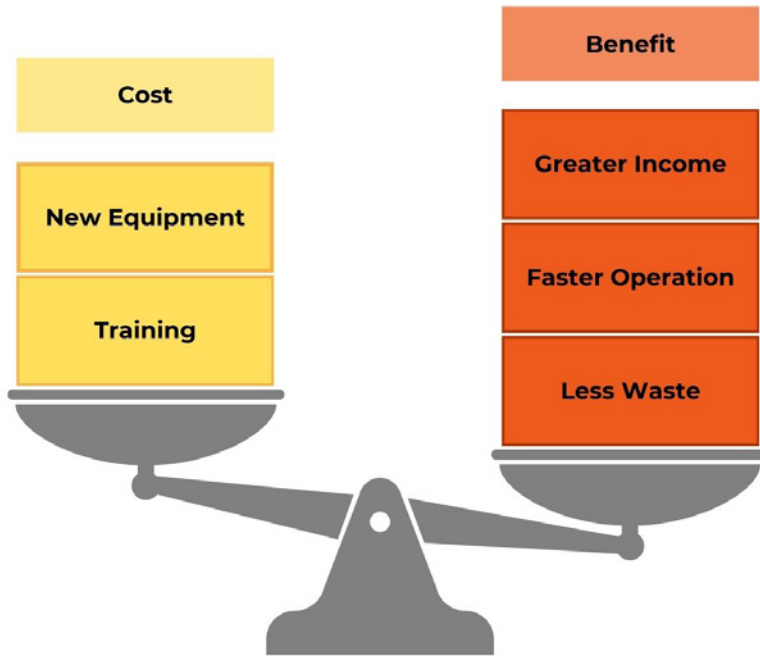 Cost
New Equipment
Training
Benefit
Greater Income
Faster Operation
Less Waste